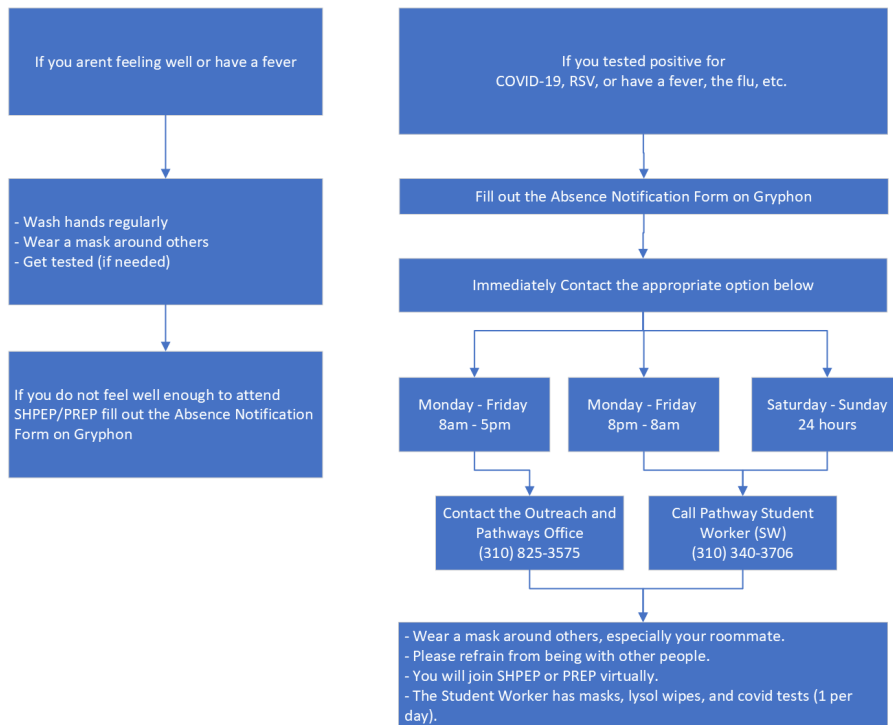 If you arent feeling well or have a fever
- Wash hands regularly
- Wear a mask around others
- Get tested (if needed)
If you do not feel well enough to attend
SHPEP/PREP fill out the Absence Notification
Form on Gryphon
If you tested positive for
COVID-19, RSV, or have a fever, the flu, etc.
Fill out the Absence Notification Form on Gryphon
Immediately Contact the appropriate option below
Monday - Friday
8am - 5pm
Monday - Friday
8pm - 8am
Saturday - Sunday
24 hours
Contact the Outreach and
Pathways Office
(310) 825-3575
Call Pathway Student
Worker (SW)
(310) 340-3706
- Wear a mask around others, especially your roommate.
- Please refrain from being with other people.
- You will join SHPEP or PREP virtually.
- The Student Worker has masks, lysol wipes, and covid tests (1 per
day).